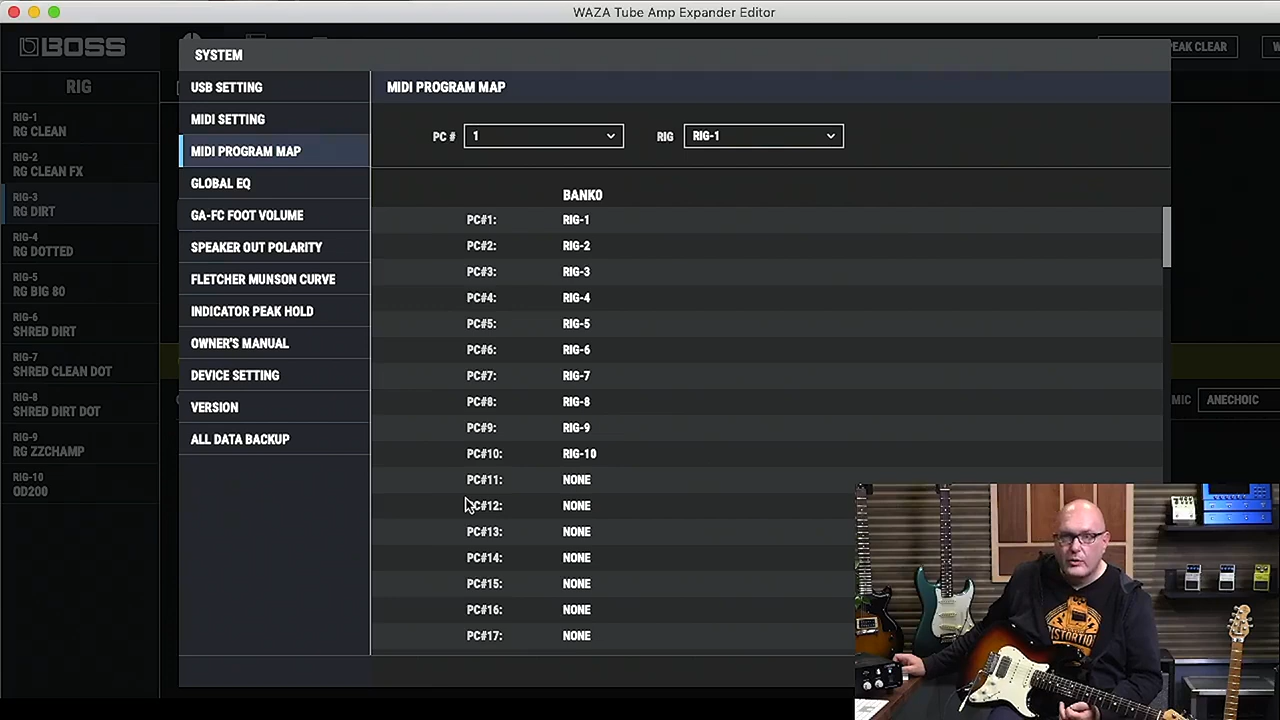 WAZA Tube Amp Expander Editor
BOSS
PEAK CLEAR
SYSTEM
RIG
RIG-1
RG CLEAN
RIG-2
RG CLEAN FX
RIG-3
RG DIRT
RIG-4
RG DOTTED
RIG-5
RG BIG 80
RIG-6
SHRED DIRT
RIG-7
SHRED CLEAN DOT
RIG-8
SHRED DIRT DOT
RIG-9
RG ZZCHAMP
RIG-10
OD200
USB SETTING
MIDI SETTING
MIDI PROGRAM MAP
GLOBAL EQ
GA-FC FOOT VOLUME
SPEAKER OUT POLARITY
FLETCHER MUNSON CURVE
INDICATOR PEAK HOLD
OWNER'S MANUAL
DEVICE SETTING
VERSION
ALL DATA BACKUP
MIDI PROGRAM MAP
PC # 1 RIG RIG-1
BANK0
PC#1: RIG-1
PC#2: RIG-2
PC#3: RIG-3
PC#4: RIG-4
PC#5: RIG-5
PC#6: RIG-6
PC#7: RIG-7
PC#8: RIG-8
PC#9: RIG-9
PC#10: RIG-10
PC#11: NONE
PC#12: NONE
PC#13: NONE
PC#14: NONE
PC#15: NONE
PC#16: NONE
PC#17: NONE
MIC ANECHOIC
DISTORTION